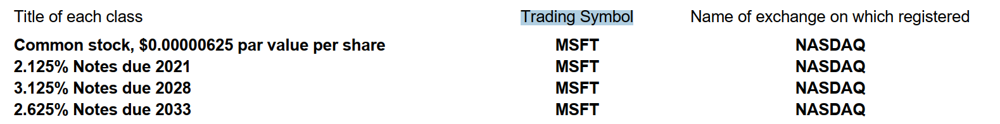 Title of each class Trading Symbol Name of exchange on which registered
Common stock, $0.00000625 par value per share MSFT NASDAQ
2.125% Notes due 2021 MSFT NASDAQ
3.125% Notes due 2028 MSFT NASDAQ
2.625% Notes due 2033 MSFT NASDAQ